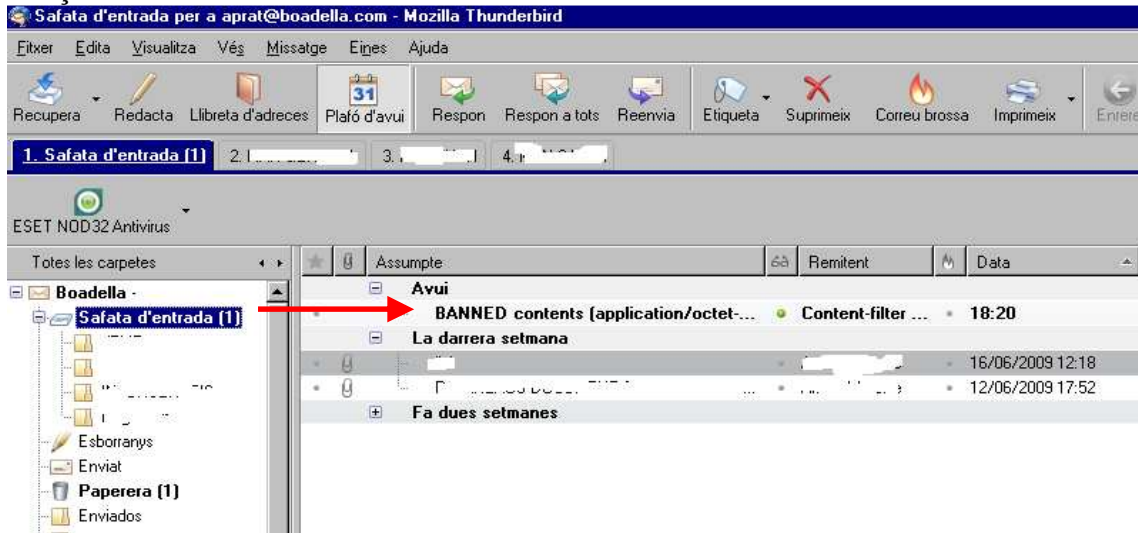 Safata d'entrada per a aprat@boadella.com - Mozilla Thunderbird
Fitxer Edita Visualitza Vés Missatge Eines Ajuda
Recupera Redacta Llibreta d'adreces Plafó d'avui Respon Respon a tots Reenvia Etiqueta Suprimeix Correu brossa Imprimeix Enrere
31
1. Safata d'entrada (1) 2. 3. 4.
ESET NOD32 Antivirus
Totes les carpetes Assumpte Remitent Data
Boadella - Avui
Safata d'entrada (1) BANNED contents (application/octet-... Content-filter ... 18:20
La darrera setmana
16/06/2009 12:18
... 12/06/2009 17:52
Fa dues setmanes
Esborranys
Enviat
Paperera (1)
Enviados